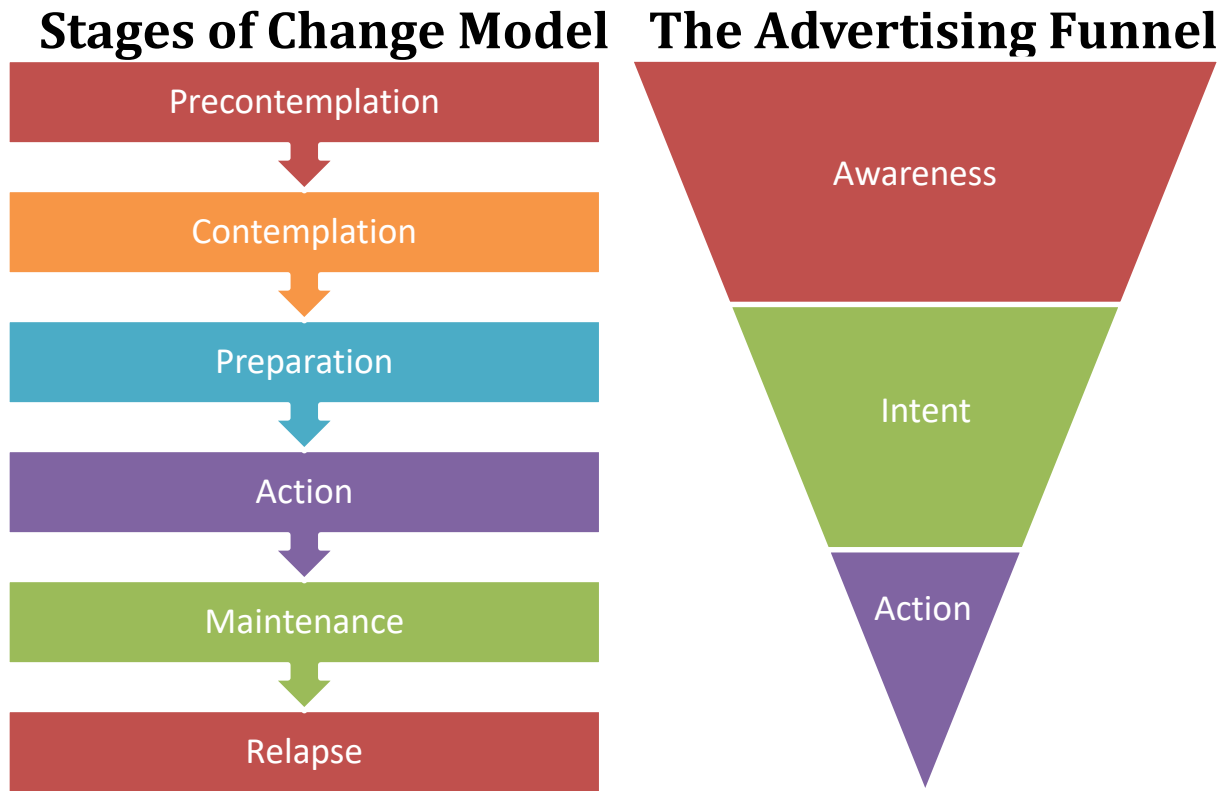 Stages of Change Model
Precontemplation
Contemplation
Preparation
Action
Maintenance
Relapse
The Advertising Funnel
Awareness
Intent
Action